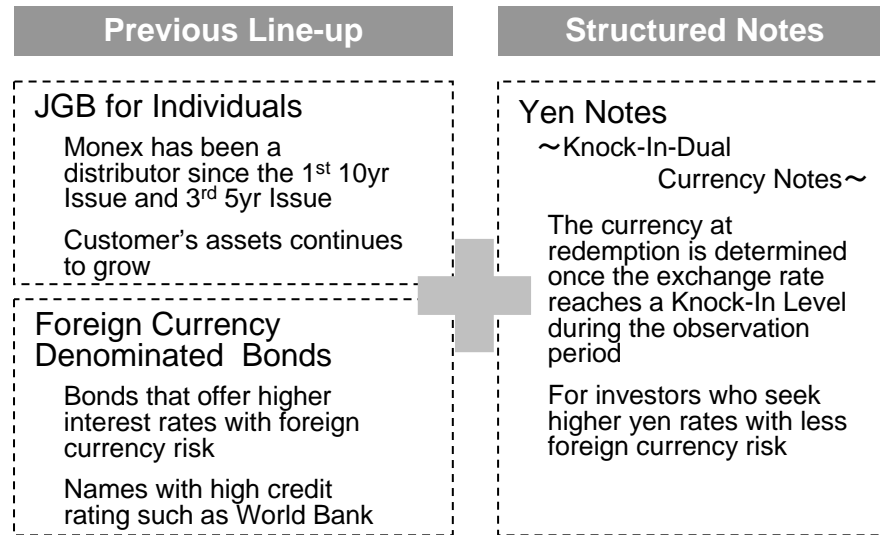 Previous Line-up
JGB for Individuals
Monex has been a
distributor since the 1st 10yr
Issue and 3rd 5yr Issue
Customer's assets continues
to grow
Foreign Currency
Denominated Bonds
Bonds that offer higher
interest rates with foreign
currency risk
Names with high credit
rating such as World Bank
Structured Notes
Yen Notes
～Knock-In-Dual
Currency Notes～
The currency at
redemption is determined
once the exchange rate
reaches a Knock-In Level
during the observation
period
For investors who seek
higher yen rates with less
foreign currency risk